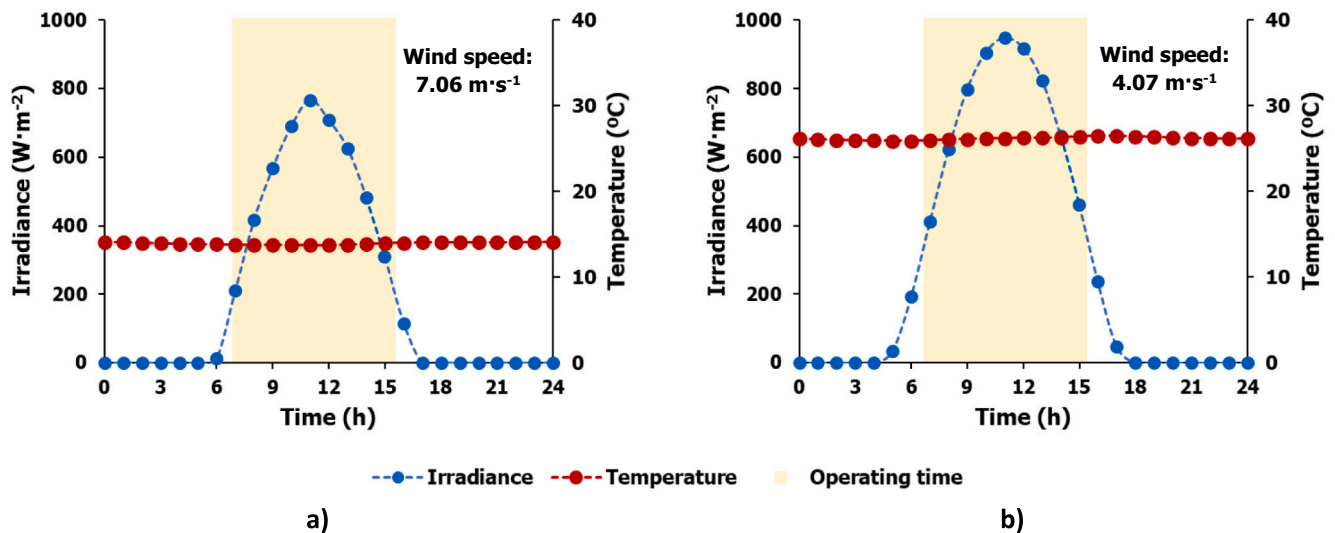 1000
800
600
400
200
0
Irradiance (W·m⁻²)
40
30
20
10
0
Temperature (ºC)
Wind speed:
7.06 m·s⁻¹
0 3 6 9 12 15 18 21 24
Time (h)
1000
800
600
400
200
0
Irradiance (W·m⁻²)
40
30
20
10
0
Temperature (ºC)
Wind speed:
4.07 m·s⁻¹
0 3 6 9 12 15 18 21 24
Time (h)
Irradiance Temperature Operating time
a) b)